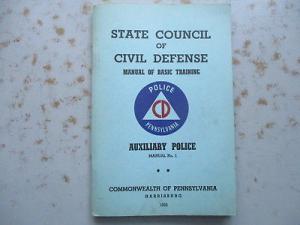 STATE COUNCIL
OF
CIVIL DEFENSE
MANUAL OF BASIC TRAINING
POLICE
CD
PENNSYLVANIA
AUXILIARY POLICE
MANUAL No. 1
COMMONWEALTH OF PENNSYLVANIA
HARRISBURG